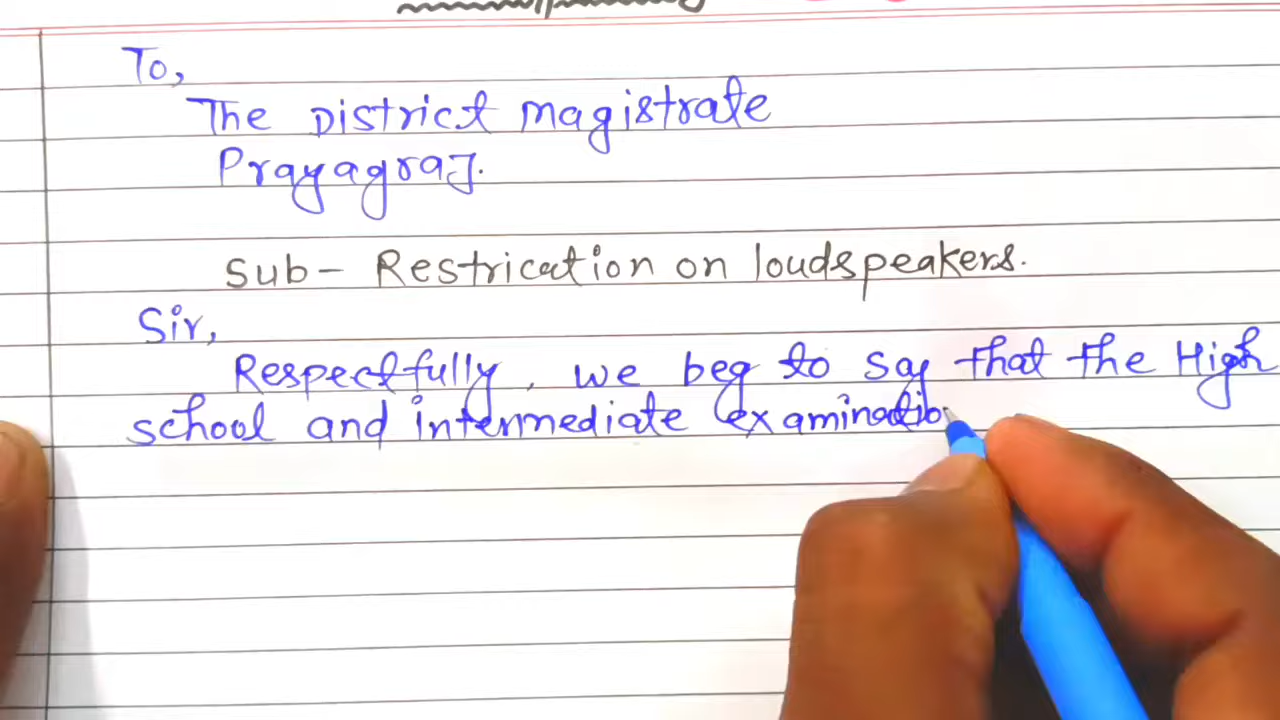 To,
The District magistrate
Prayagraj.
Sub- Restrication on loudspeakers.
Sir,
Respectfully, we beg to say that the High
school and intermediate examinatio